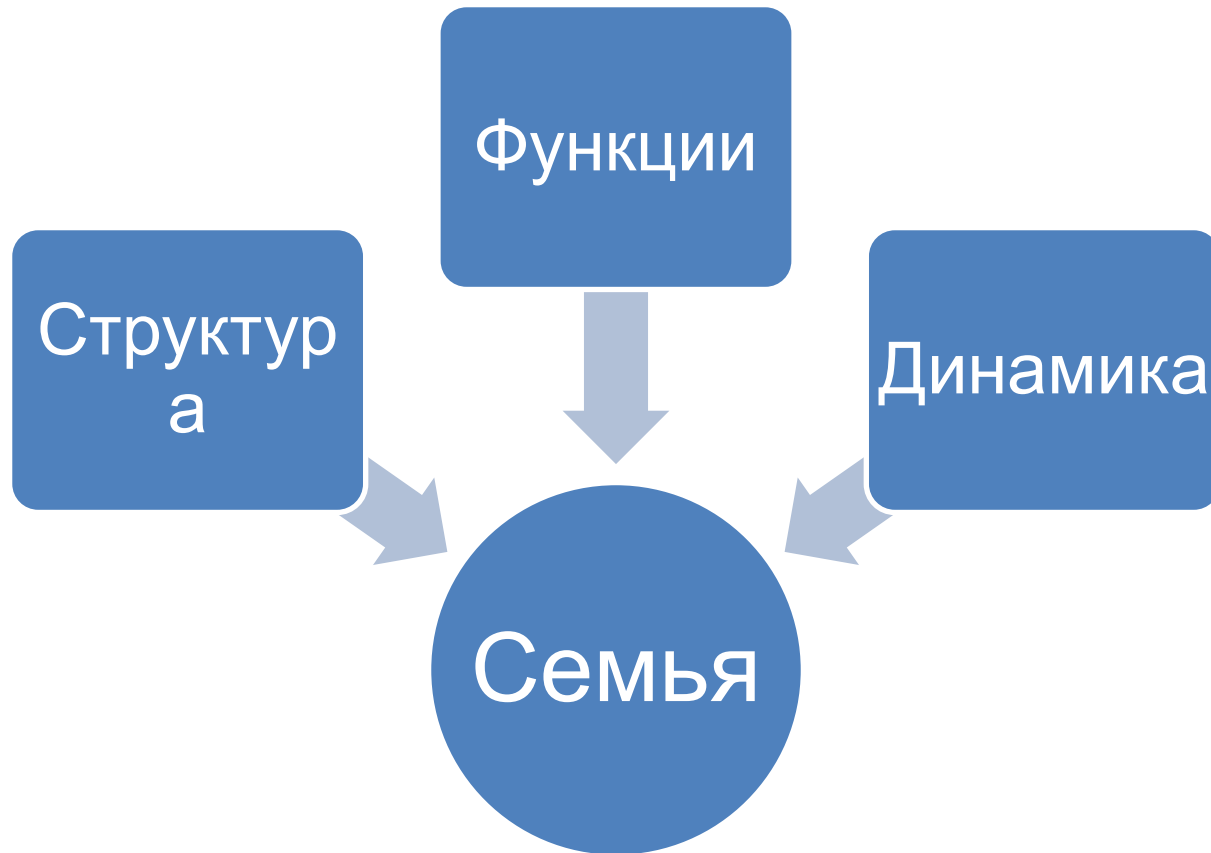 Функции
Структур
а
Динамика
Семья